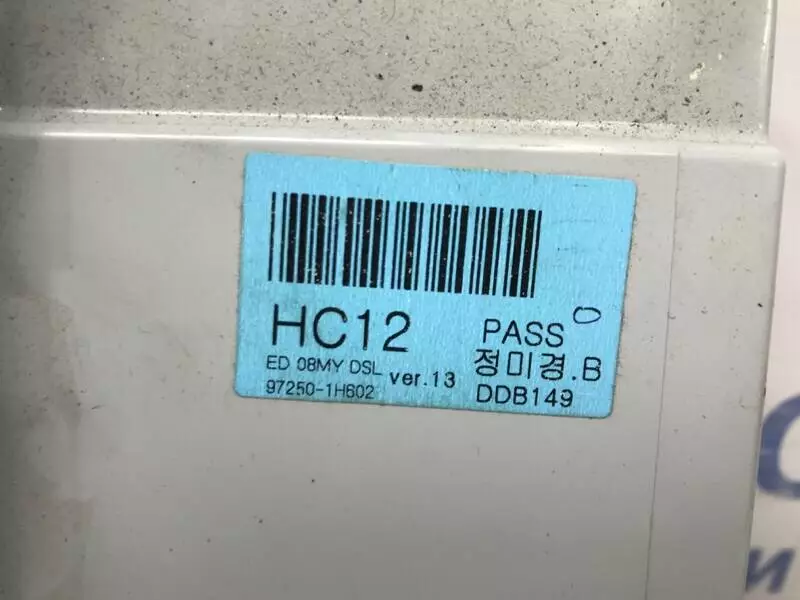 HC12
PASS
ED 08MY DSL
ver.13
정미경.B
97250-1H602
DDB149